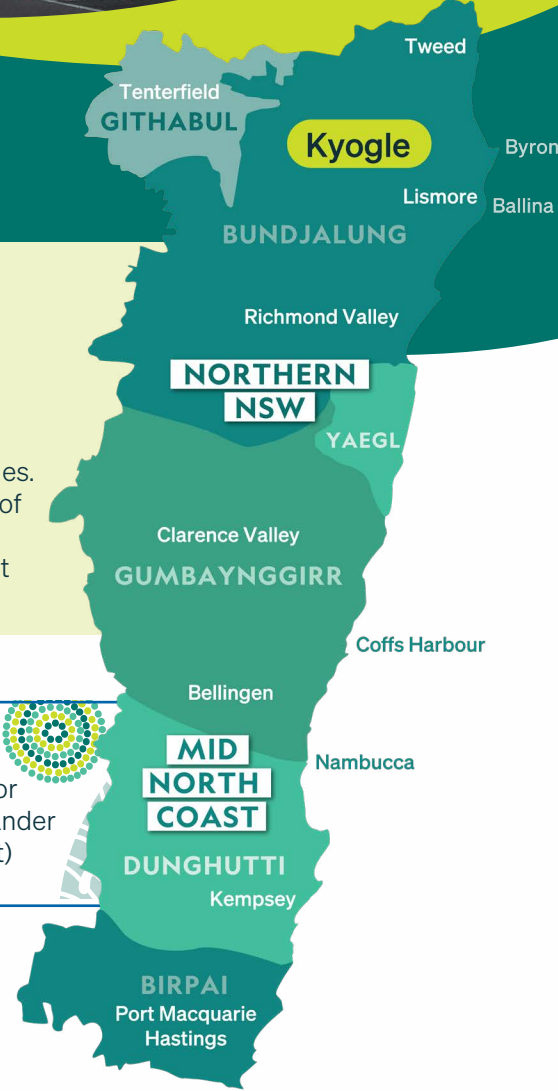 Tweed
Tenterfield
GITHABUL
Kyogle
Byron
Lismore
Ballina
BUNDJALUNG
Richmond Valley
NORTHERN
NSW
YAEGL
es.
of
t
Clarence Valley
GUMBAYNGGIRR
Coffs Harbour
Bellingen
MID
NORTH
COAST
Nambucca
or
ander
t)
DUNGHUTTI
Kempsey
BIRPAI
Port Macquarie
Hastings